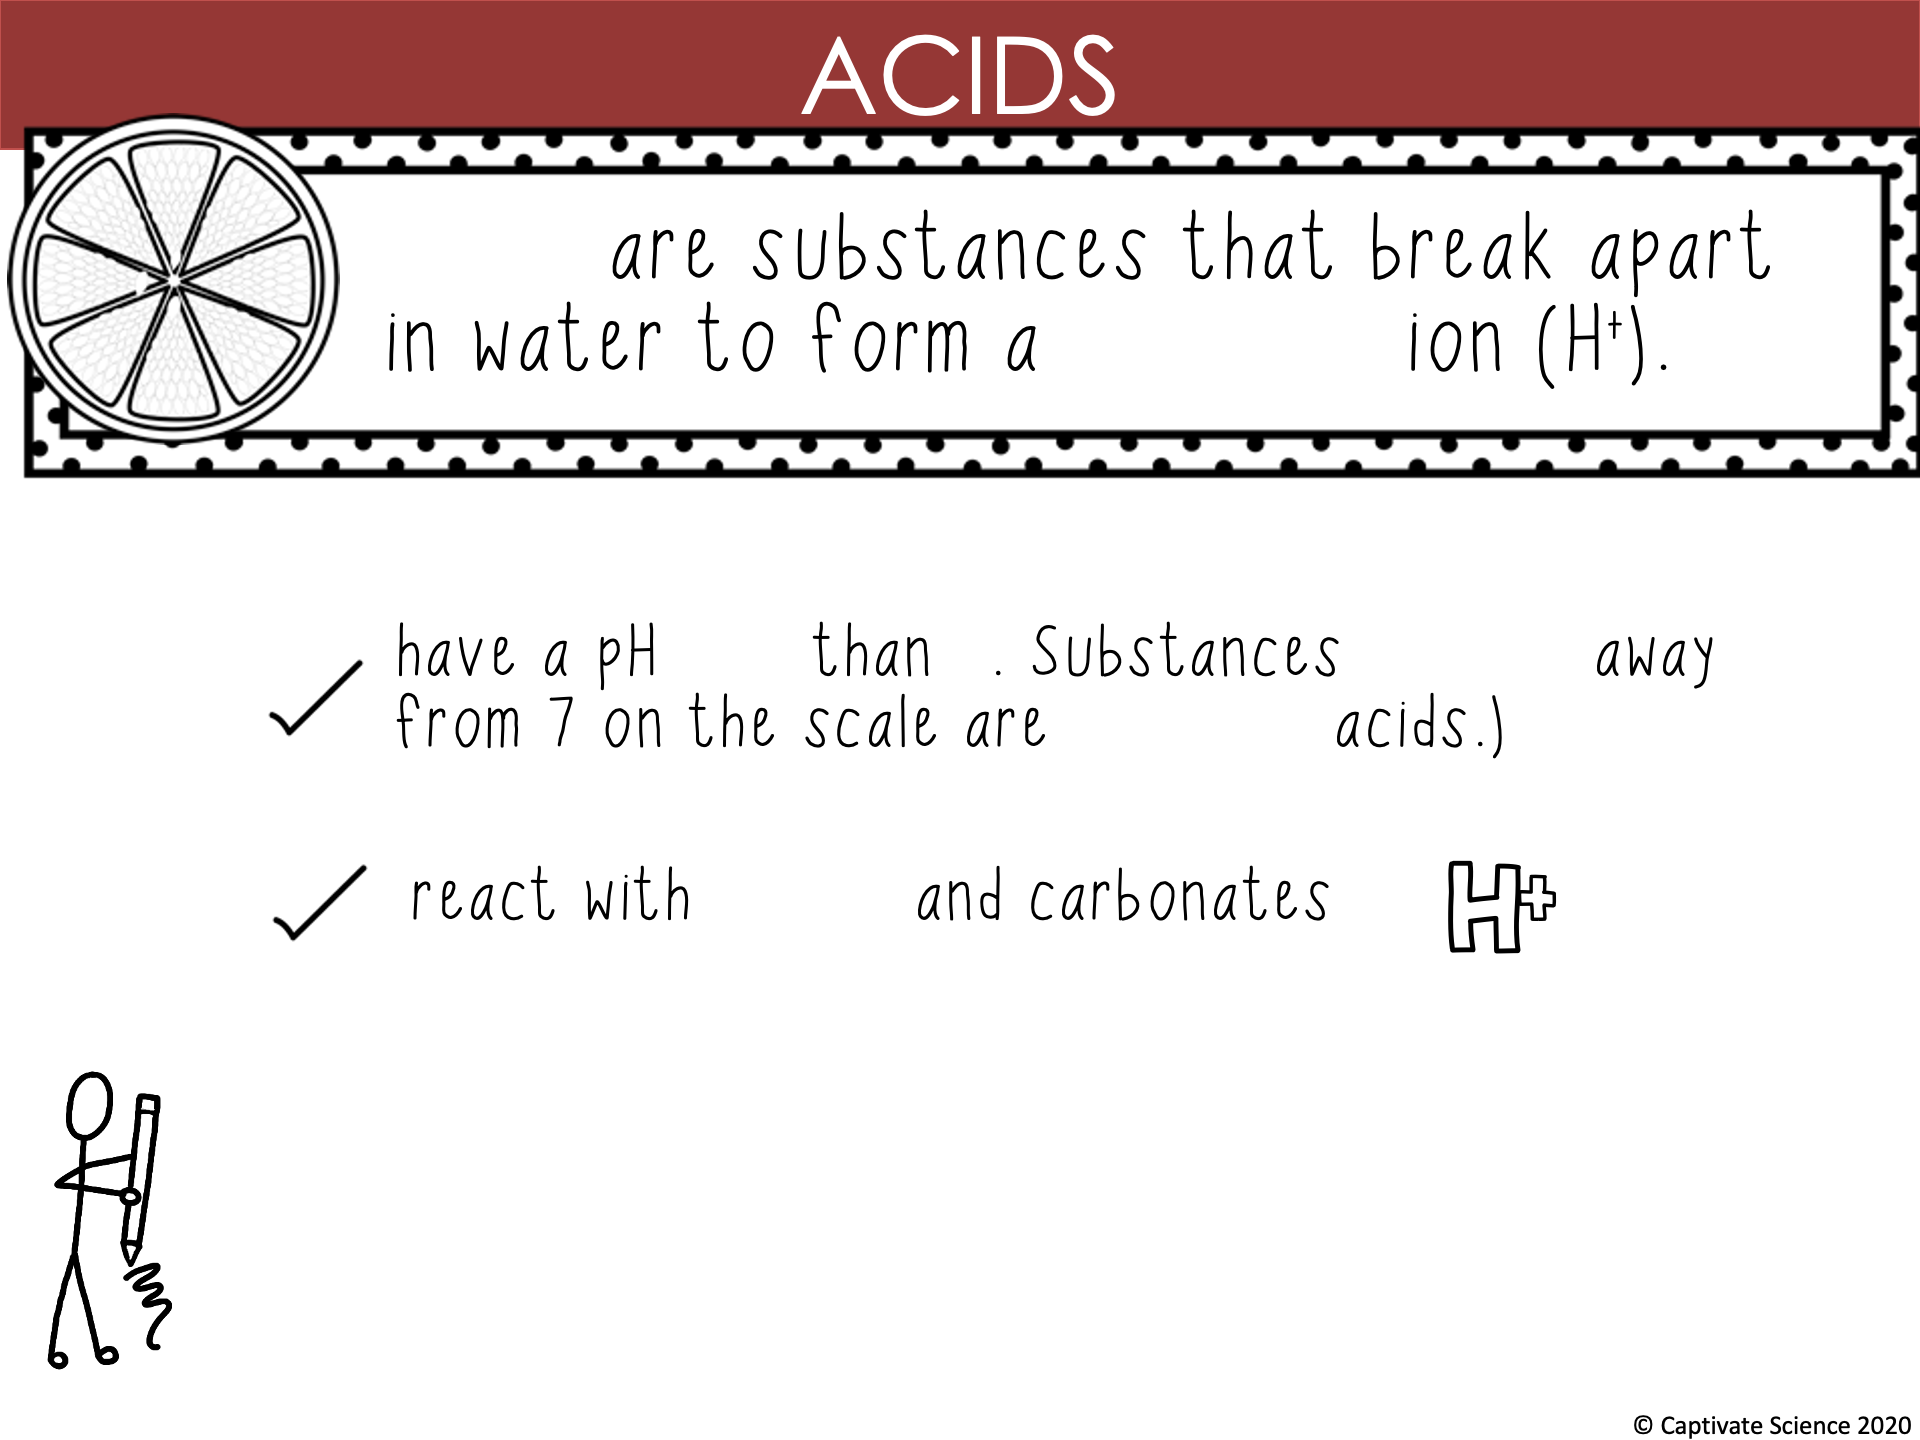 ACIDS
are substances that break apart
in water to form a ion (H⁺).
have a pH than . Substances away
from 7 on the scale are acids.)
react with and carbonates
H+
© Captivate Science 2020